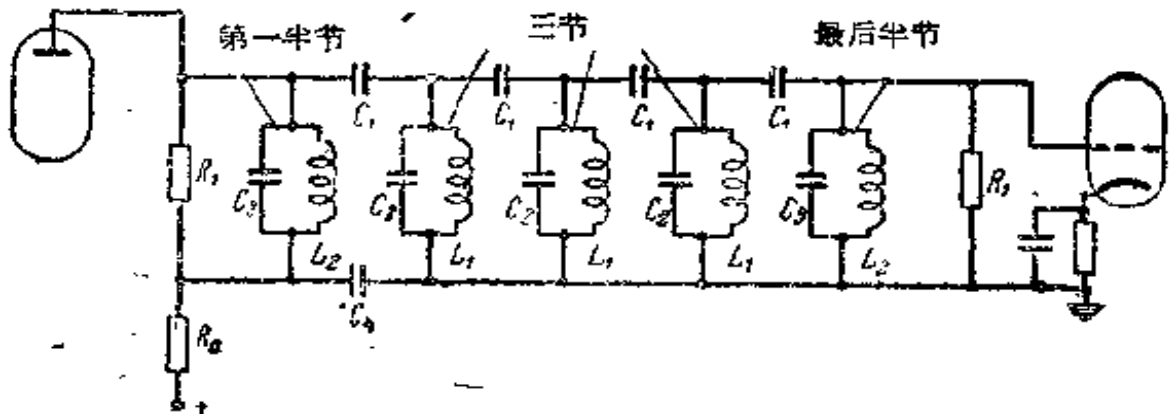 第一半节 三节 最后半节
C₁ C₁ C₁ C₁
R₁ C₃ C₂ C₂ C₂ C₃ R₁
L₂ L₁ L₁ L₁ L₂
C₄
Rₐ
+